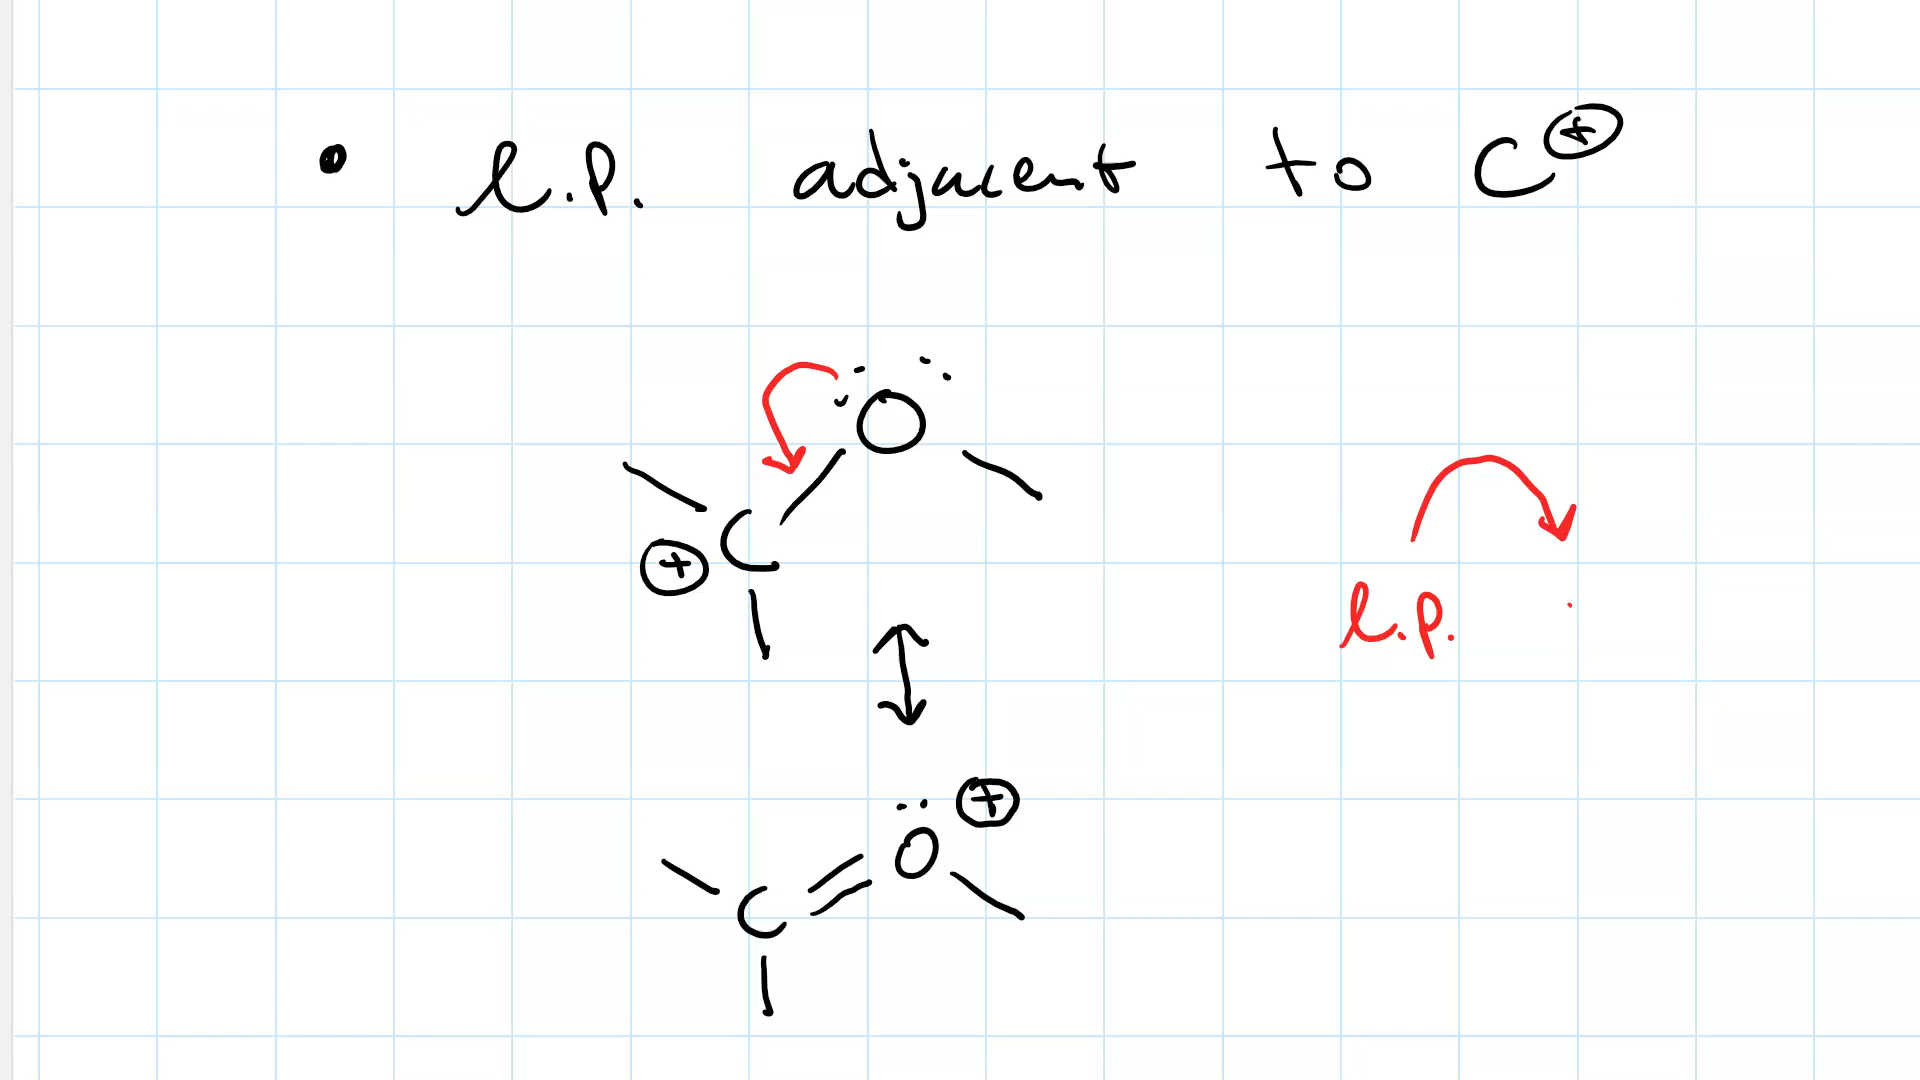 • l.p. adjacent to C⊕
O
C
⊕
l.p.
⊕
O
C